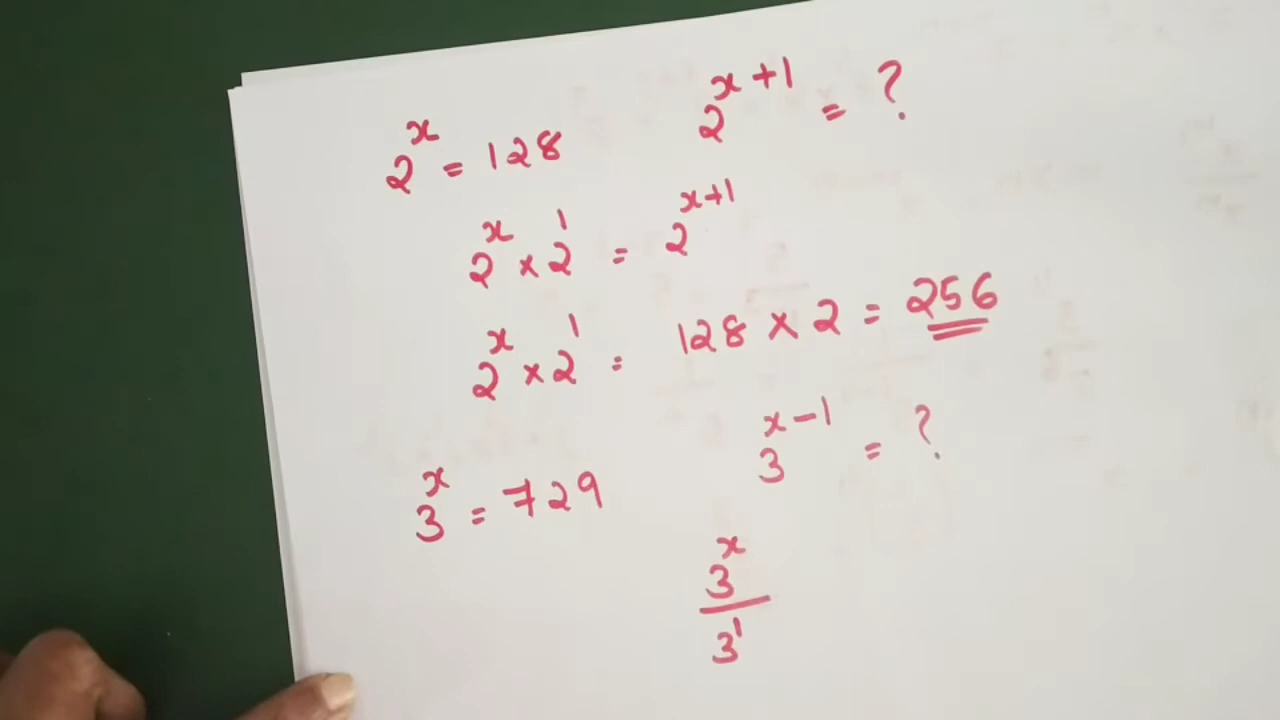 2^x = 128    2^{x+1} = ?
2^x × 2^1 = 2^{x+1}
2^x × 2^1 = 128 × 2 = 256
3^x = 729    3^{x-1} = ?
3^x
3^1